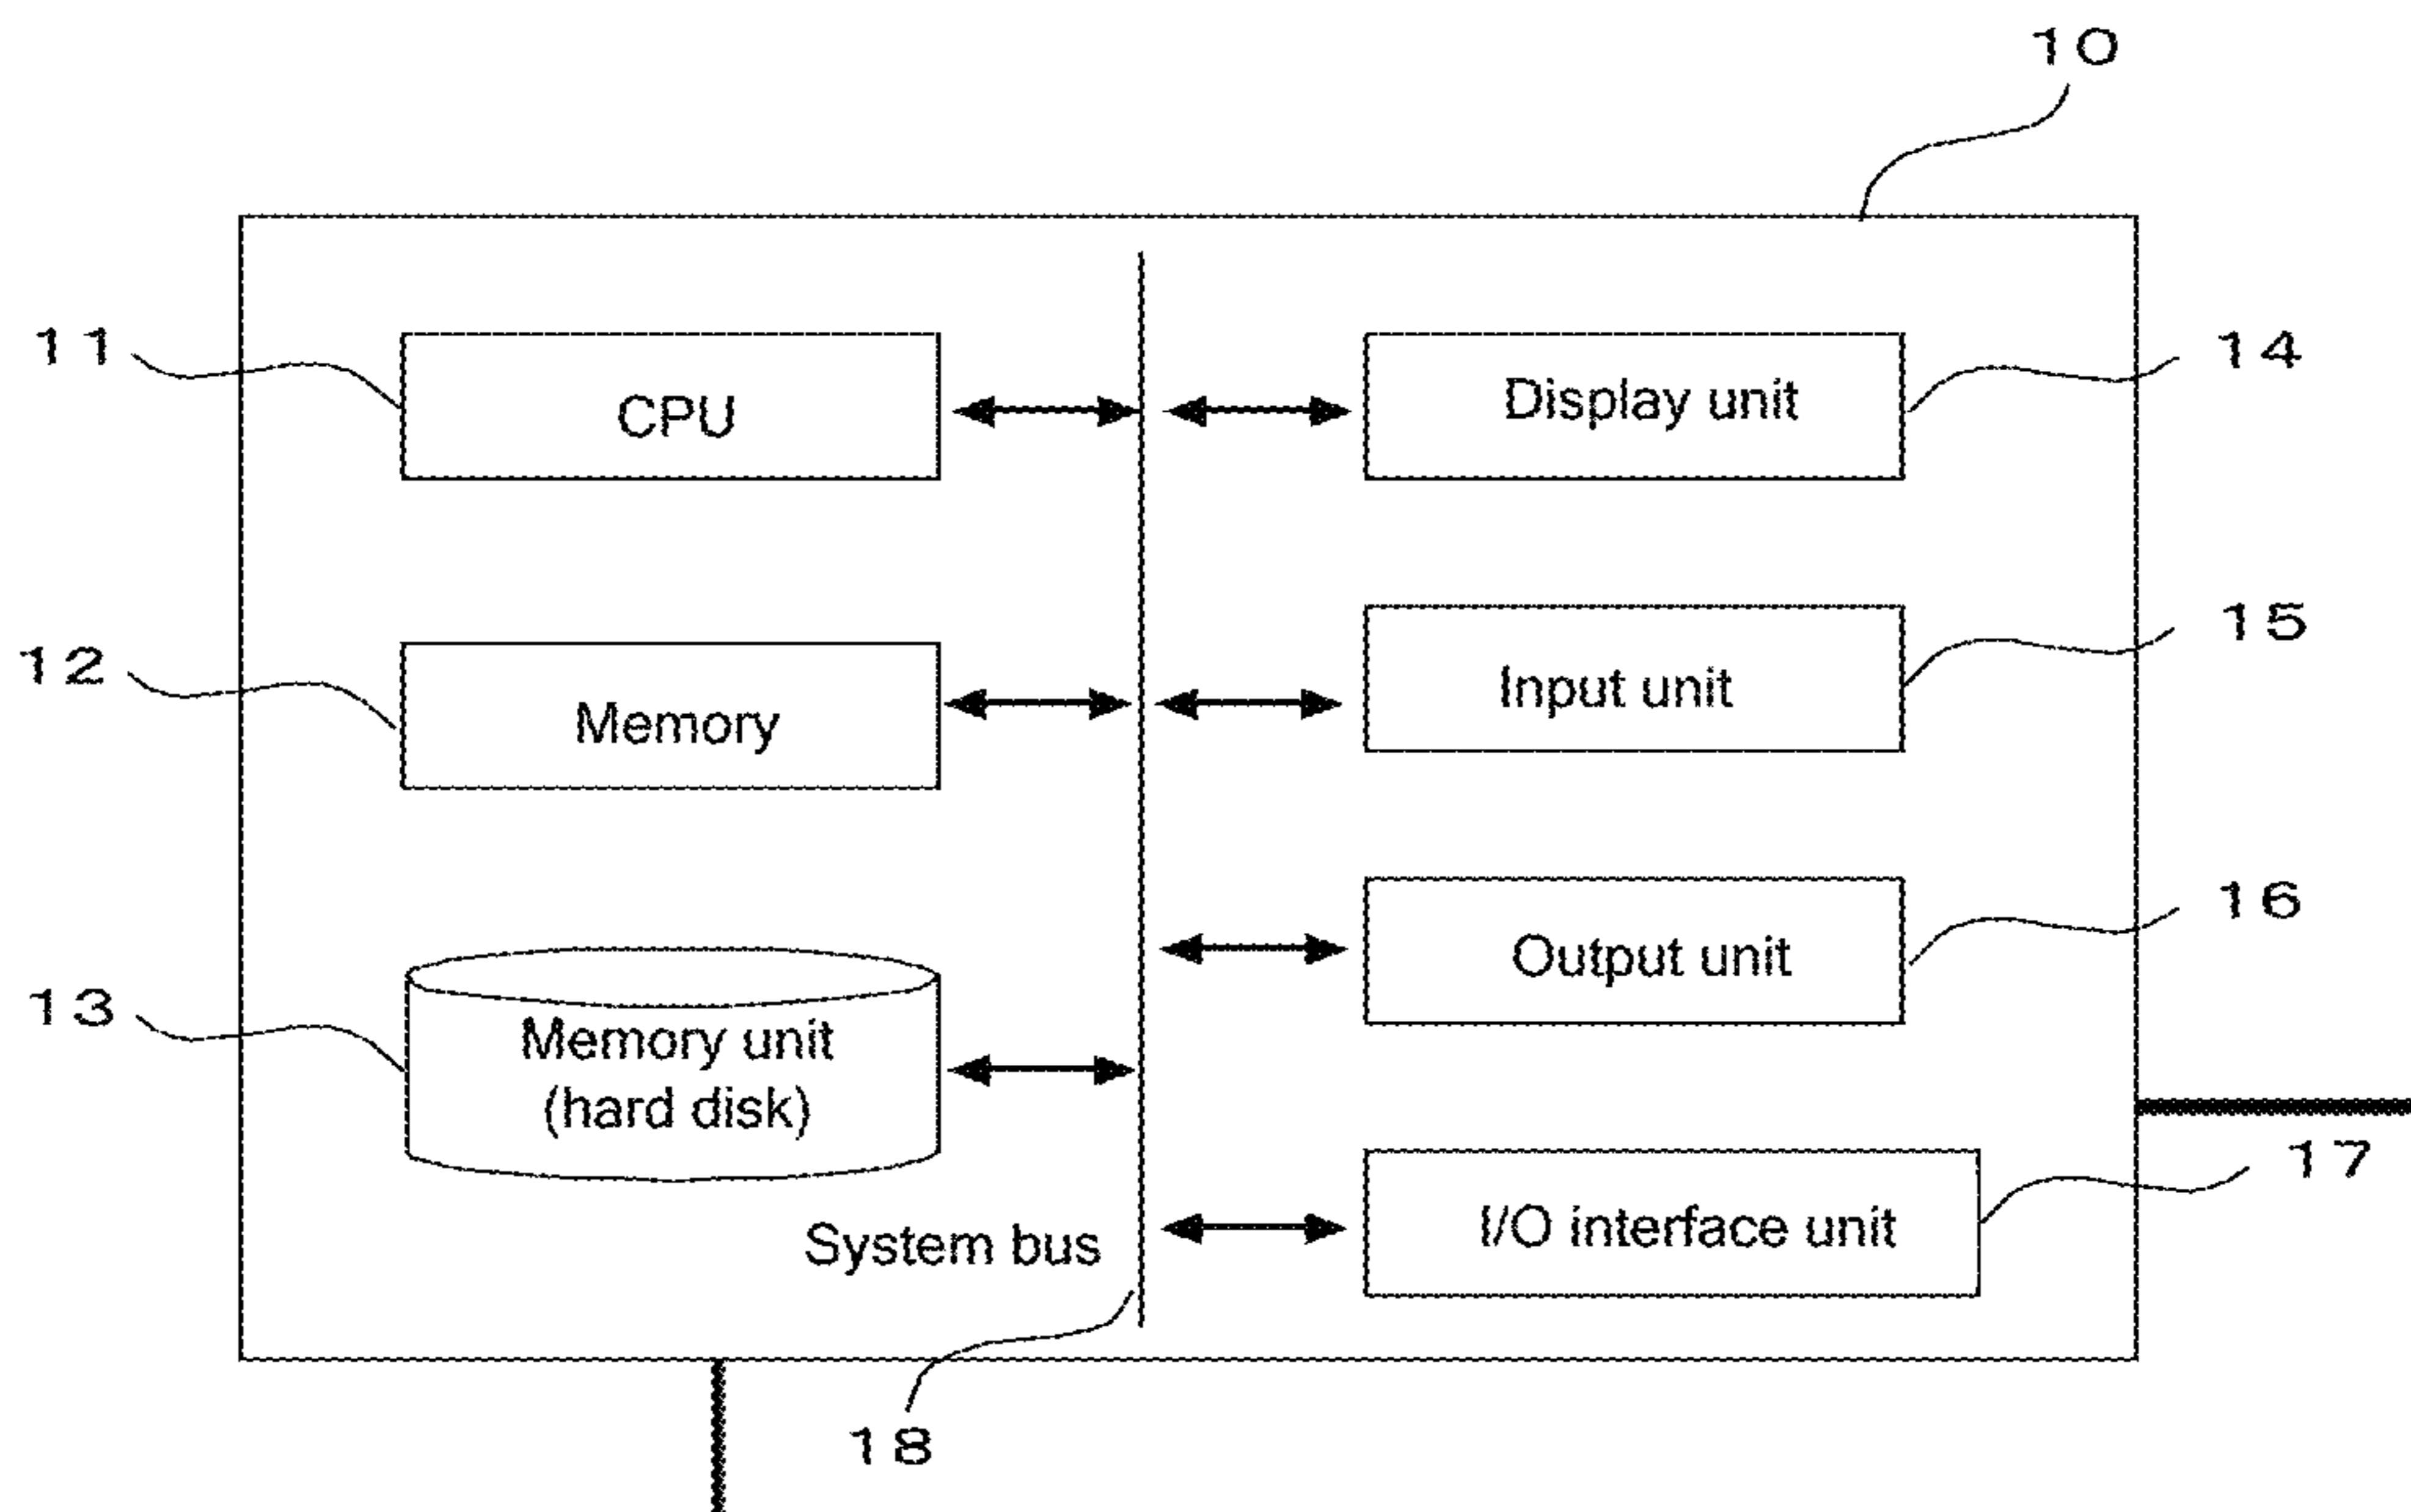 10
11
CPU
Display unit
14
12
Memory
Input unit
15
13
Memory unit
(hard disk)
Output unit
16
System bus
I/O interface unit
17
18